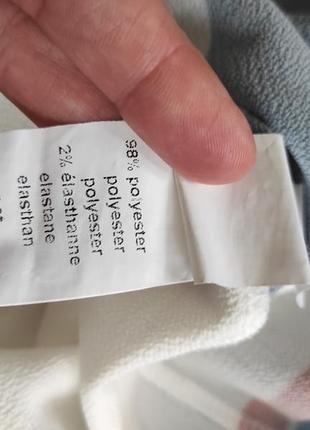 98% polyester
polyester
polyester
2% élasthanne
elastane
elasthan